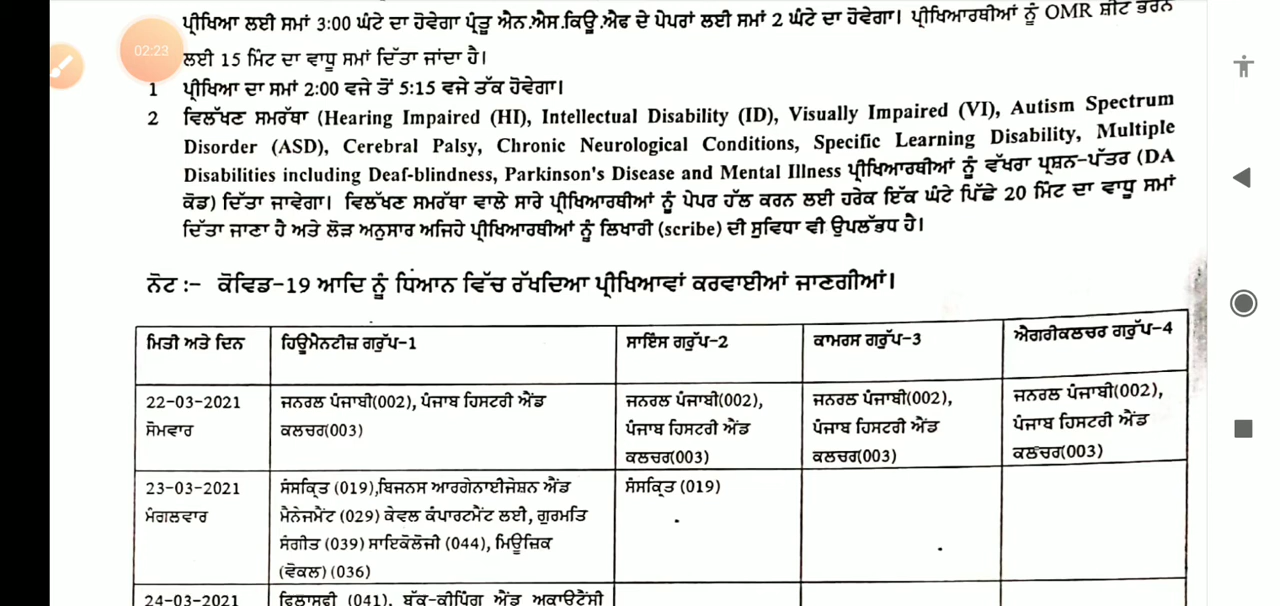 ਪ੍ਰੀਖਿਆ ਲਈ ਸਮਾਂ 3:00 ਘੰਟੇ ਦਾ ਹੋਵੇਗਾ ਪ੍ਰੰਤੂ ਐਨ.ਐਸ.ਕਿਊ.ਐਫ ਦੇ ਪੇਪਰਾਂ ਲਈ ਸਮਾਂ 2 ਘੰਟੇ ਦਾ ਹੋਵੇਗਾ। ਪ੍ਰੀਖਿਆਰਥੀਆਂ ਨੂੰ OMR ਸ਼ੀਟ ਭਰਨ
02:23
ਲਈ 15 ਮਿੰਟ ਦਾ ਵਾਧੂ ਸਮਾਂ ਦਿੱਤਾ ਜਾਂਦਾ ਹੈ।
1 ਪ੍ਰੀਖਿਆ ਦਾ ਸਮਾਂ 2:00 ਵਜੇ ਤੋਂ 5:15 ਵਜੇ ਤੱਕ ਹੋਵੇਗਾ।
2 ਵਿਲੱਖਣ ਸਮਰੱਥਾ (Hearing Impaired (HI), Intellectual Disability (ID), Visually Impaired (VI), Autism Spectrum
Disorder (ASD), Cerebral Palsy, Chronic Neurological Conditions, Specific Learning Disability, Multiple
Disabilities including Deaf-blindness, Parkinson's Disease and Mental Illness ਪ੍ਰੀਖਿਆਰਥੀਆਂ ਨੂੰ ਵੱਖਰਾ ਪ੍ਰਸ਼ਨ-ਪੱਤਰ (DA
ਕੋਡ) ਦਿੱਤਾ ਜਾਵੇਗਾ। ਵਿਲੱਖਣ ਸਮਰੱਥਾ ਵਾਲੇ ਸਾਰੇ ਪ੍ਰੀਖਿਆਰਥੀਆਂ ਨੂੰ ਪੇਪਰ ਹੱਲ ਕਰਨ ਲਈ ਹਰੇਕ ਇੱਕ ਘੰਟੇ ਪਿੱਛੇ 20 ਮਿੰਟ ਦਾ ਵਾਧੂ ਸਮਾਂ
ਦਿੱਤਾ ਜਾਣਾ ਹੈ ਅਤੇ ਲੋੜ ਅਨੁਸਾਰ ਅਜਿਹੇ ਪ੍ਰੀਖਿਆਰਥੀਆਂ ਨੂੰ ਲਿਖਾਰੀ (scribe) ਦੀ ਸੁਵਿਧਾ ਵੀ ਉਪਲੱਭਧ ਹੈ।
ਨੋਟ :- ਕੋਵਿਡ-19 ਆਦਿ ਨੂੰ ਧਿਆਨ ਵਿੱਚ ਰੱਖਦਿਆ ਪ੍ਰੀਖਿਆਵਾਂ ਕਰਵਾਈਆਂ ਜਾਣਗੀਆਂ।
ਮਿਤੀ ਅਤੇ ਦਿਨ ਹਿਊਮੈਨਟੀਜ਼ ਗਰੁੱਪ-1 ਸਾਇੰਸ ਗਰੁੱਪ-2 ਕਾਮਰਸ ਗਰੁੱਪ-3 ਐਗਰੀਕਲਚਰ ਗਰੁੱਪ-4
22-03-2021 ਜਨਰਲ ਪੰਜਾਬੀ(002), ਪੰਜਾਬ ਹਿਸਟਰੀ ਐਂਡ ਜਨਰਲ ਪੰਜਾਬੀ(002), ਜਨਰਲ ਪੰਜਾਬੀ(002), ਜਨਰਲ ਪੰਜਾਬੀ(002),
ਸੋਮਵਾਰ ਕਲਚਰ(003) ਪੰਜਾਬ ਹਿਸਟਰੀ ਐਂਡ ਪੰਜਾਬ ਹਿਸਟਰੀ ਐਂਡ ਪੰਜਾਬ ਹਿਸਟਰੀ ਐਂਡ
ਕਲਚਰ(003) ਕਲਚਰ(003) ਕਲਚਰ(003)
23-03-2021 ਸੰਸਕ੍ਰਿਤ (019),ਬਿਜਨਸ ਆਰਗੇਨਾਈਜੇਸ਼ਨ ਐਂਡ ਸੰਸਕ੍ਰਿਤ (019)
ਮੰਗਲਵਾਰ ਮੈਨੇਜਮੈਂਟ (029) ਕੇਵਲ ਕੰਪਾਰਟਮੈਂਟ ਲਈ, ਗੁਰਮਤਿ
ਸੰਗੀਤ (039) ਸਾਇਕੋਲੋਜੀ (044), ਮਿਊਜ਼ਿਕ
(ਵੋਕਲ) (036)
24-03-2021 ਫਿਲਾਸਫੀ (041), ਬੁੱਕ-ਕੀਪਿੰਗ ਐਂਡ ਅਕਾਊਟੈਂਸੀ